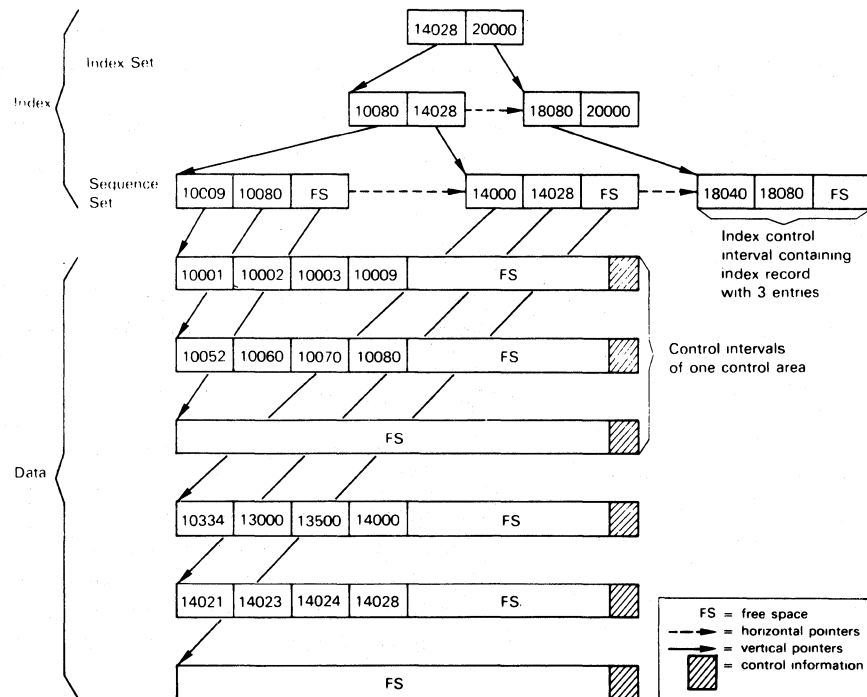 14028 20000
Index Set
Index
10080 14028 18080 20000
Sequence Set
10009 10080 FS 14000 14028 FS 18040 18080 FS
Index control
interval containing
index record
with 3 entries
10001 10002 10003 10009 FS
10052 10060 10070 10080 FS
Control intervals
of one control area
FS
Data
10334 13000 13500 14000 FS
14021 14023 14024 14028 FS
FS
FS = free space
= horizontal pointers
= vertical pointers
= control information